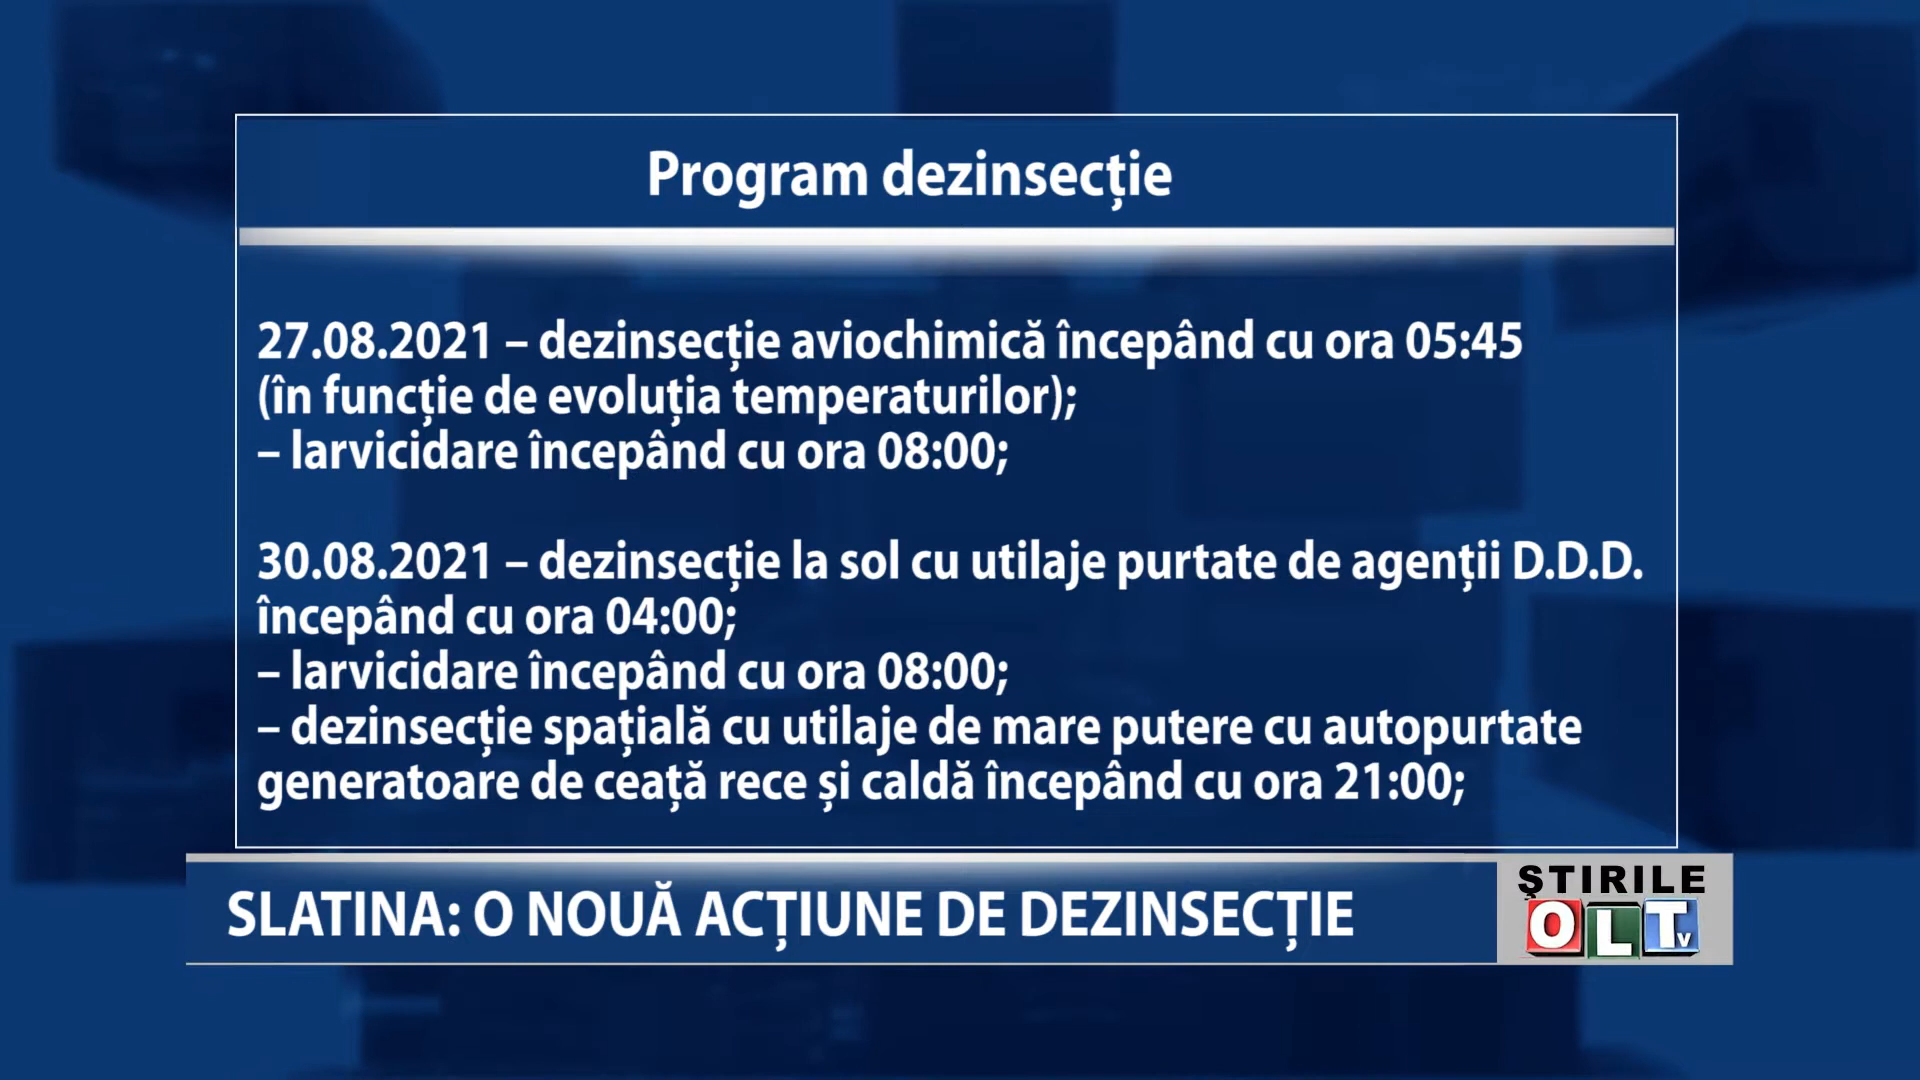 Program dezinsecție
27.08.2021 – dezinsecție aviochimică începând cu ora 05:45
(în funcție de evoluția temperaturilor);
– larvicidare începând cu ora 08:00;
30.08.2021 – dezinsecție la sol cu utilaje purtate de agenții D.D.D.
începând cu ora 04:00;
– larvicidare începând cu ora 08:00;
– dezinsecție spațială cu utilaje de mare putere cu autopurtate
generatoare de ceață rece și caldă începând cu ora 21:00;
SLATINA: O NOUĂ ACȚIUNE DE DEZINSECȚIE
ŞTIRILE
OLT
TV